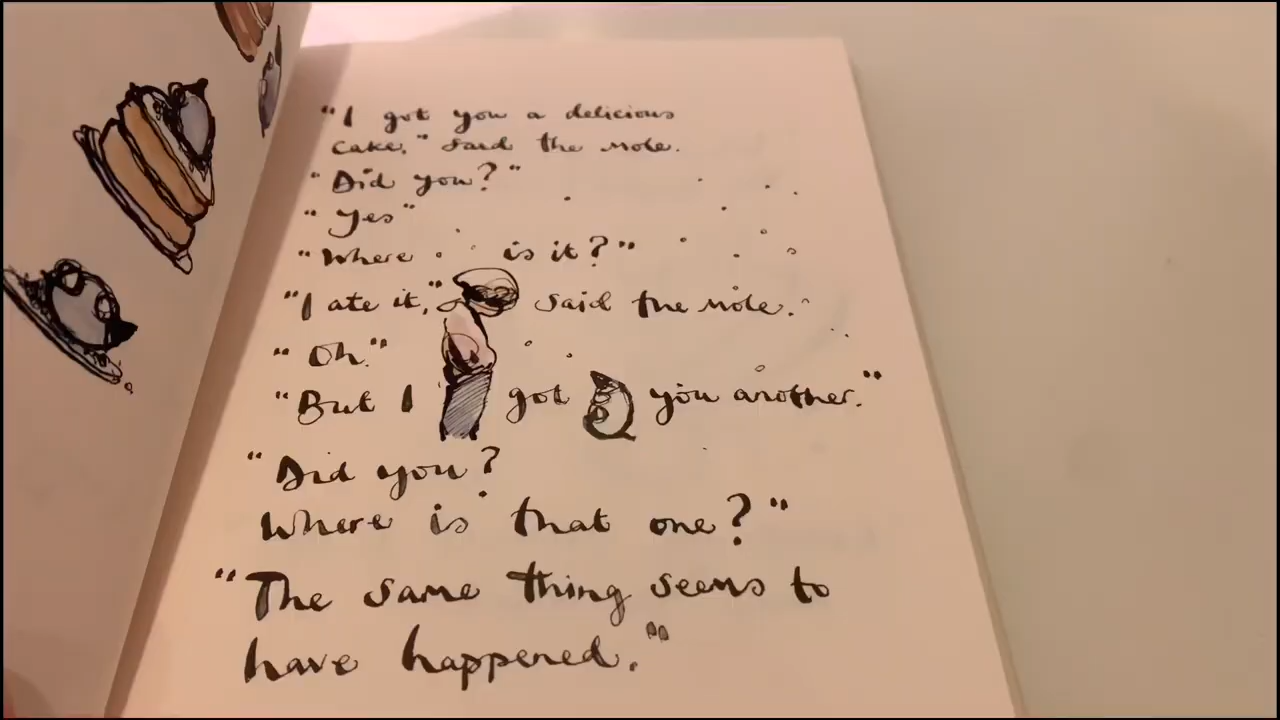 "I got you a delicious
cake," said the mole.
"Did you?"
"Yes"
"Where is it?"
"I ate it," said the mole.
"Oh."
"But I got you another."
"Did you?
Where is that one?"
"The same thing seems to
have happened."